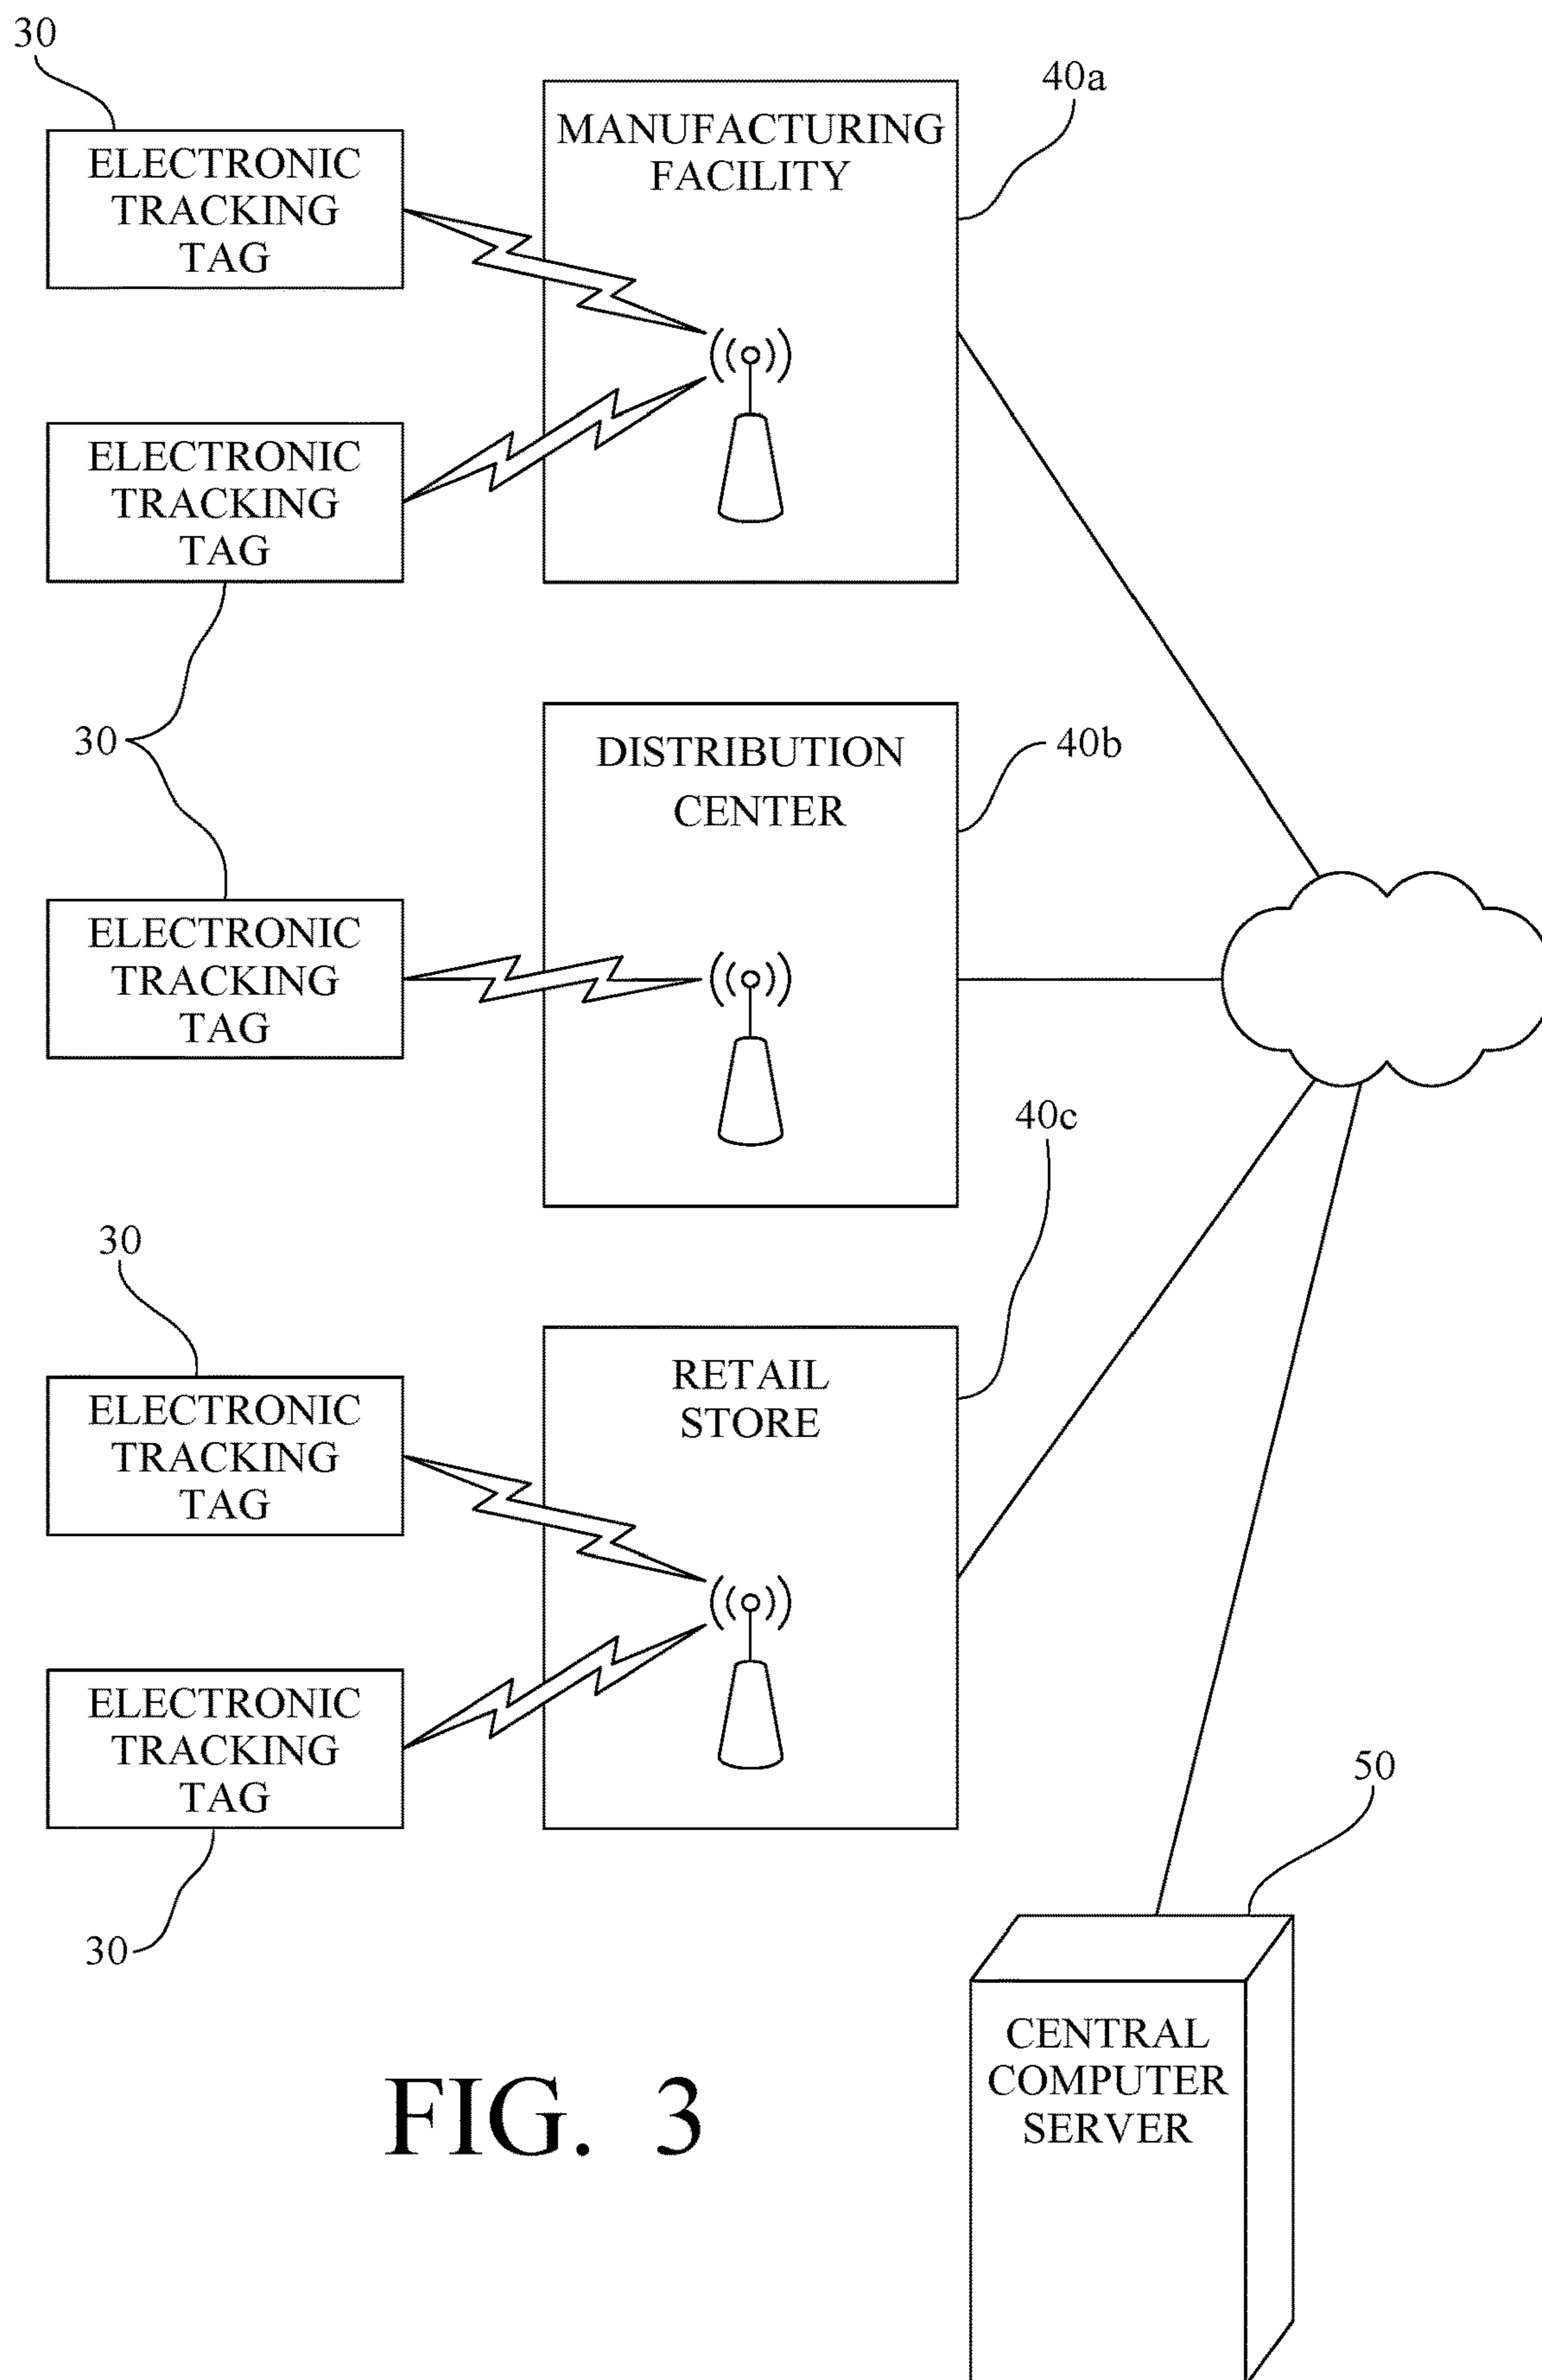 30
40a
MANUFACTURING
FACILITY
ELECTRONIC
TRACKING
TAG
ELECTRONIC
TRACKING
TAG
30
DISTRIBUTION
CENTER
40b
ELECTRONIC
TRACKING
TAG
40c
30
RETAIL
STORE
ELECTRONIC
TRACKING
TAG
ELECTRONIC
TRACKING
TAG
30
50
CENTRAL
COMPUTER
SERVER
FIG. 3